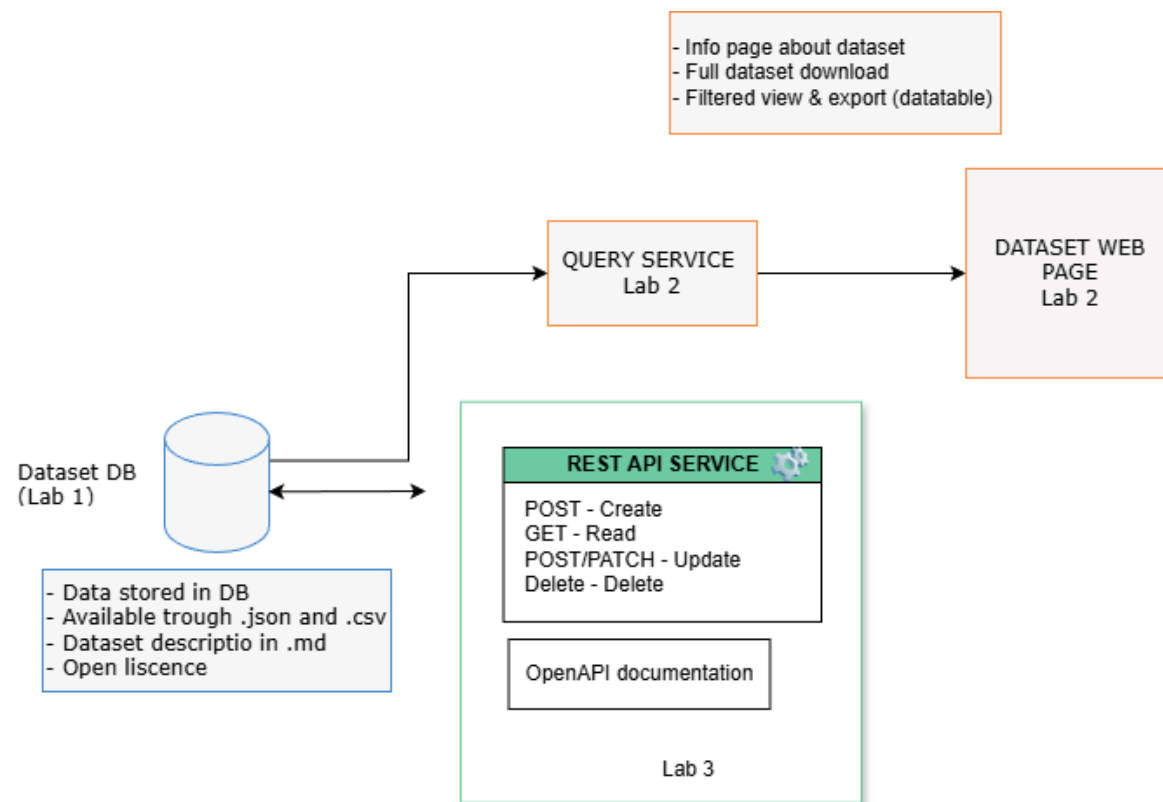 - Info page about dataset
- Full dataset download
- Filtered view & export (datatable)
QUERY SERVICE
Lab 2
DATASET WEB
PAGE
Lab 2
Dataset DB
(Lab 1)
- Data stored in DB
- Available trough .json and .csv
- Dataset descriptio in .md
- Open liscence
REST API SERVICE
POST - Create
GET - Read
POST/PATCH - Update
Delete - Delete
OpenAPI documentation
Lab 3